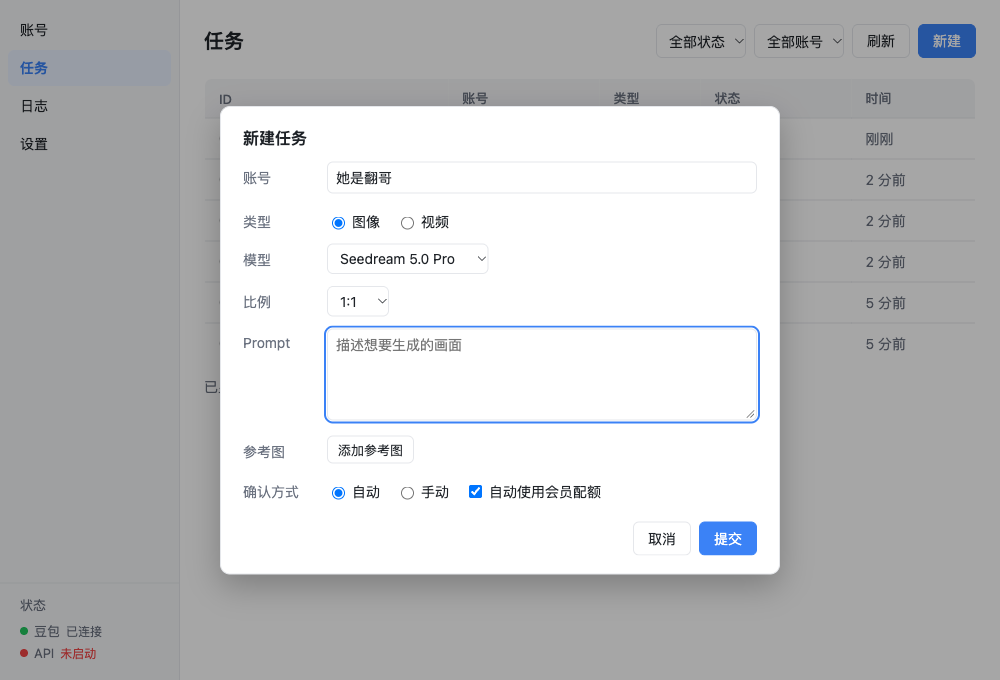 账号
任务
日志
设置
状态
豆包 已连接
API 未启动
任务
全部状态
全部账号
刷新
新建
ID 账号 类型 状态 时间
刚刚
2 分前
2 分前
2 分前
5 分前
5 分前
已
新建任务
账号 她是翻哥
类型 图像 视频
模型 Seedream 5.0 Pro
比例 1:1
Prompt 描述想要生成的画面
参考图 添加参考图
确认方式 自动 手动 自动使用会员配额
取消 提交